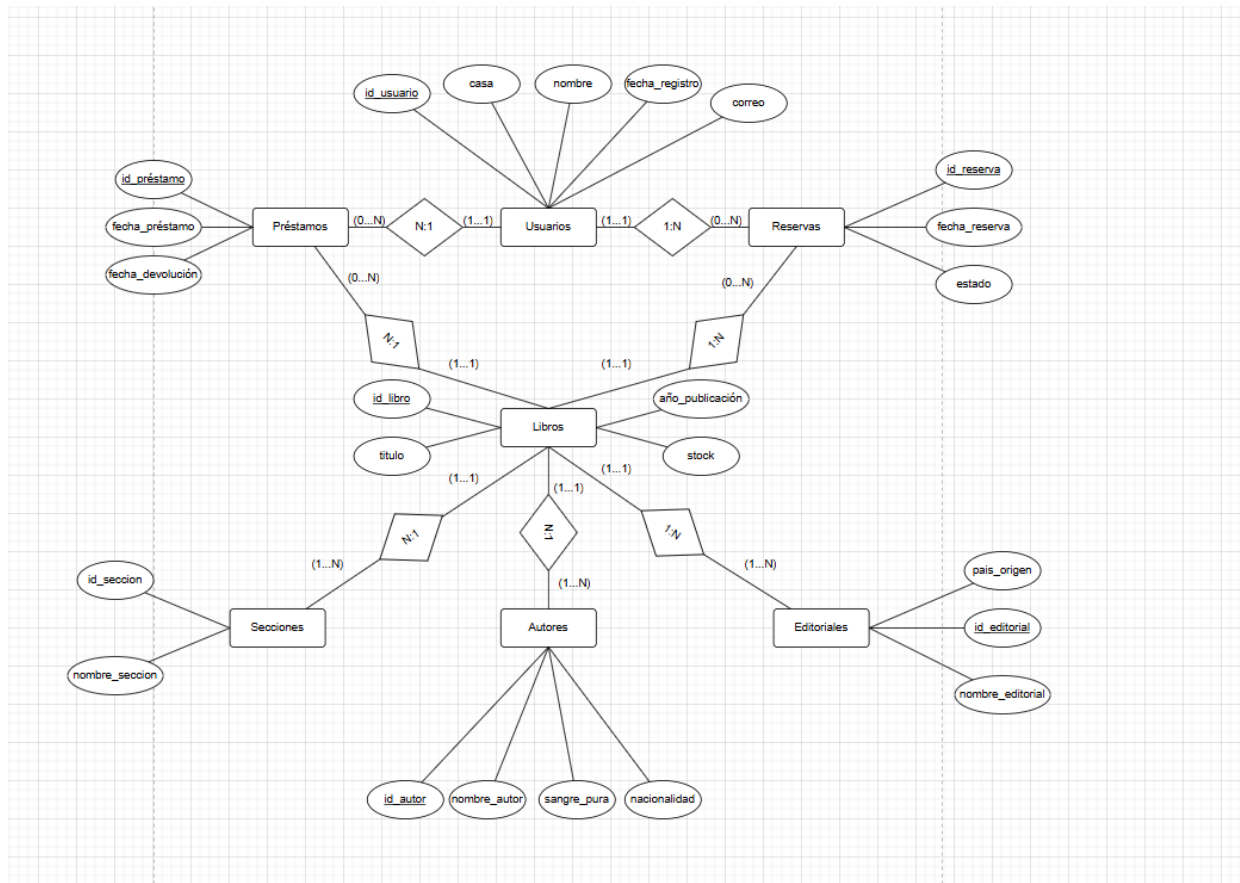 id_usuario
casa
nombre
fecha_registro
correo
id_préstamo
fecha_préstamo
fecha_devolución
Préstamos
(0...N)
N:1
(1...1)
Usuarios
(1...1)
1:N
(0...N)
Reservas
id_reserva
fecha_reserva
estado
(0...N)
N:1
(1...1)
(0...N)
1:N
(1...1)
id_libro
titulo
Libros
año_publicación
stock
(1...1)
N:1
(1...N)
(1...1)
N:1
(1...N)
(1...1)
1:N
(1...N)
id_seccion
nombre_seccion
Secciones
Autores
Editoriales
pais_origen
id_editorial
nombre_editorial
id_autor
nombre_autor
sangre_pura
nacionalidad